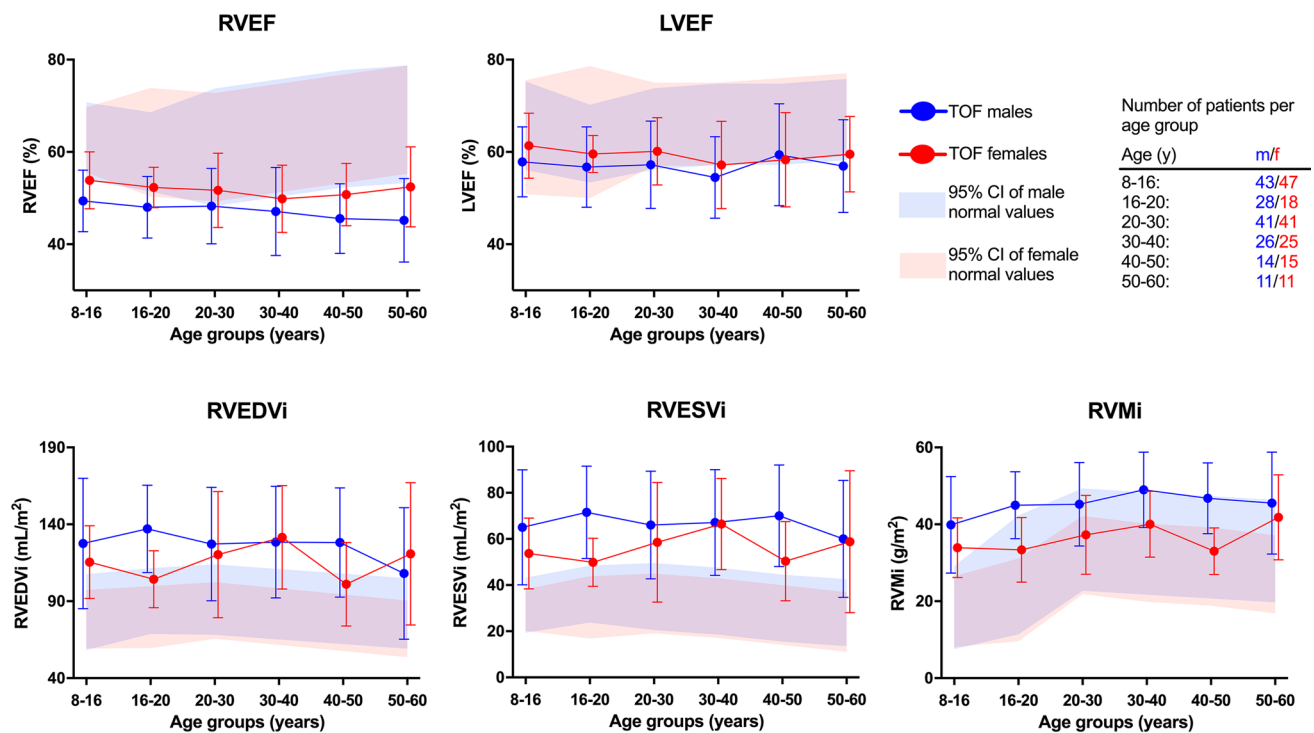 RVEF
LVEF
80
60
40
RVEF (%)
8-16 16-20 20-30 30-40 40-50 50-60
Age groups (years)
80
60
40
LVEF (%)
8-16 16-20 20-30 30-40 40-50 50-60
Age groups (years)
TOF males
TOF females
95% CI of male
normal values
95% CI of female
normal values
Number of patients per
age group
Age (y) m/f
8-16: 43/47
16-20: 28/18
20-30: 41/41
30-40: 26/25
40-50: 14/15
50-60: 11/11
RVEDVi
190
140
90
40
RVEDVi (mL/m²)
8-16 16-20 20-30 30-40 40-50 50-60
Age groups (years)
RVESVi
100
80
60
40
20
0
RVESVi (mL/m²)
8-16 16-20 20-30 30-40 40-50 50-60
Age groups (years)
RVMi
60
40
20
0
RVMi (g/m²)
8-16 16-20 20-30 30-40 40-50 50-60
Age groups (years)